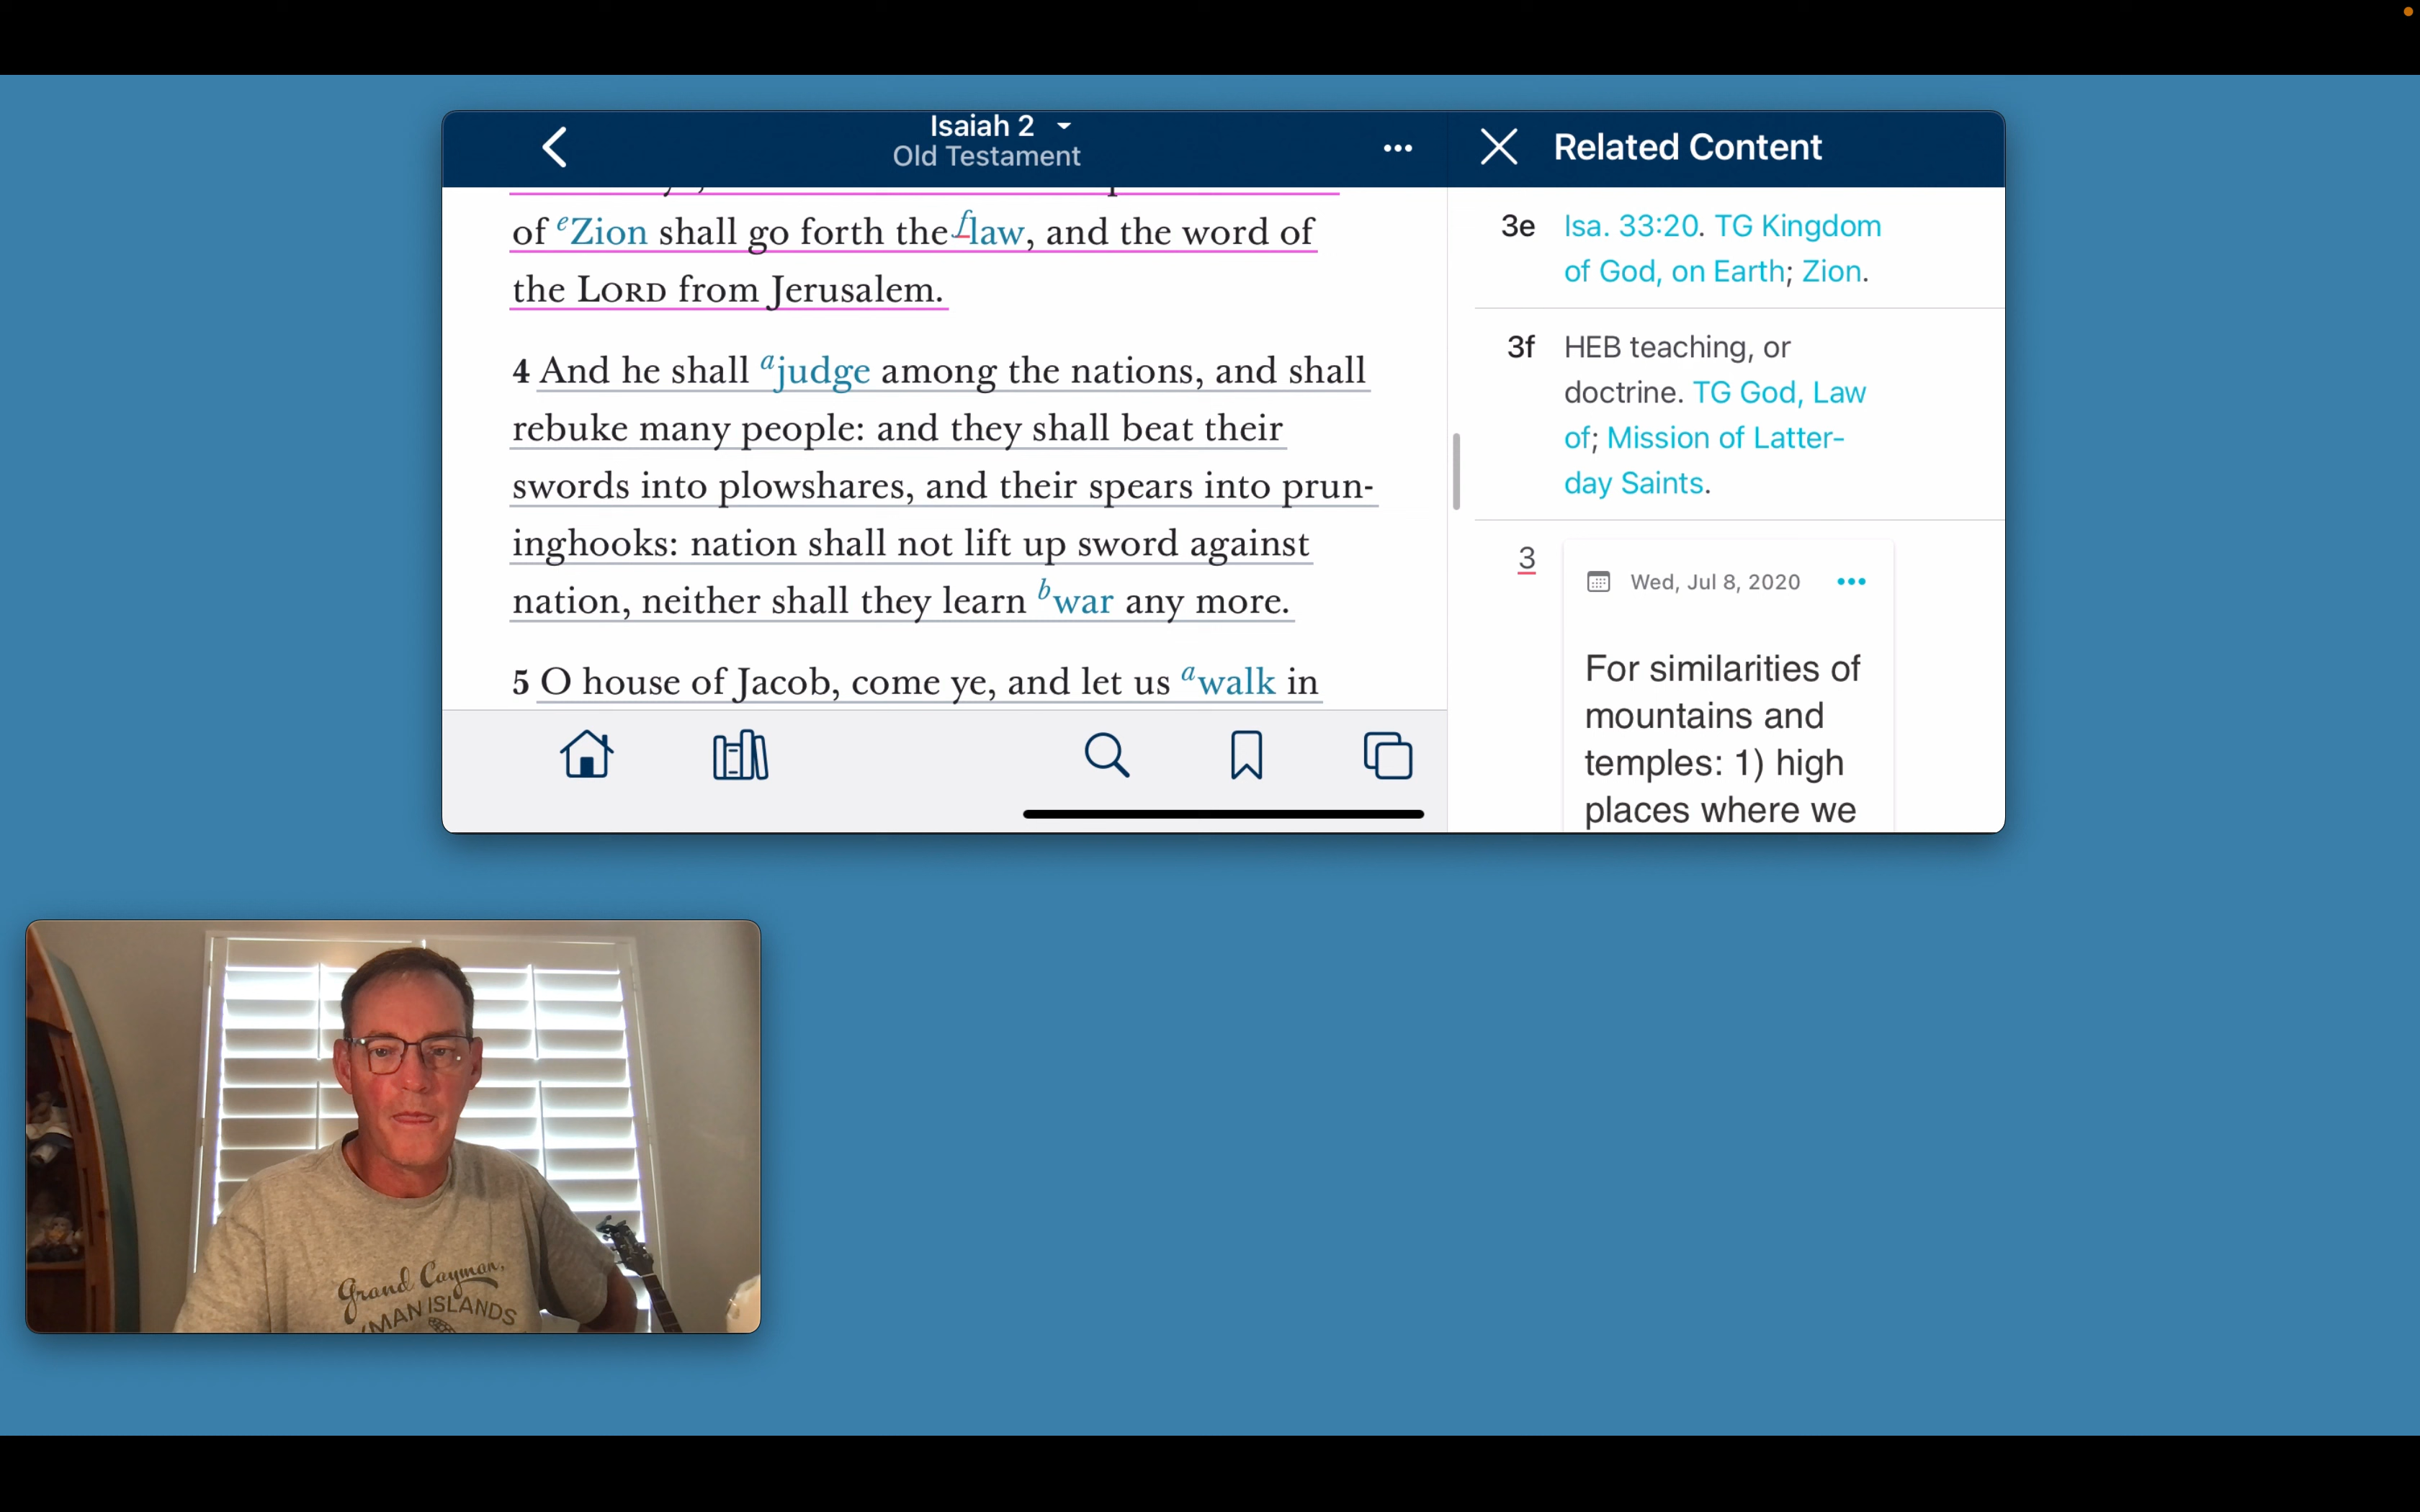 Isaiah 2
Old Testament
Related Content
of eZion shall go forth the flaw, and the word of
the LORD from Jerusalem.
4 And he shall ajudge among the nations, and shall
rebuke many people: and they shall beat their
swords into plowshares, and their spears into prun-
inghooks: nation shall not lift up sword against
nation, neither shall they learn bwar any more.
5 O house of Jacob, come ye, and let us awalk in
3e Isa. 33:20. TG Kingdom
of God, on Earth; Zion.
3f HEB teaching, or
doctrine. TG God, Law
of; Mission of Latter-
day Saints.
3 Wed, Jul 8, 2020
For similarities of
mountains and
temples: 1) high
places where we
Grand Cayman,
MAN ISLANDS